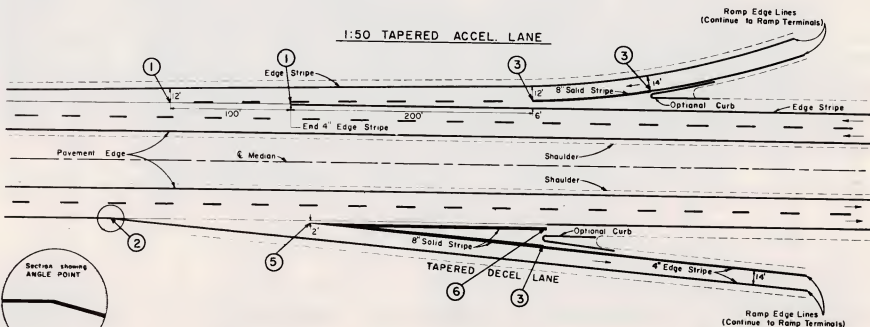 1:50 TAPERED ACCEL. LANE
Ramp Edge Lines
(Continue to Ramp Terminals)
1
1
3
3
Edge Stripe
2'
12'
14'
8" Solid Stripe
Optional Curb
Edge Stripe
100'
200'
6'
End 4" Edge Stripe
Pavement Edge
℄ Median
Shoulder
Shoulder
2
5
2'
8" Solid Stripe
Optional Curb
TAPERED DECEL LANE
6
3
4" Edge Stripe
14'
Section showing
ANGLE POINT
Ramp Edge Lines
(Continue to Ramp Terminals)